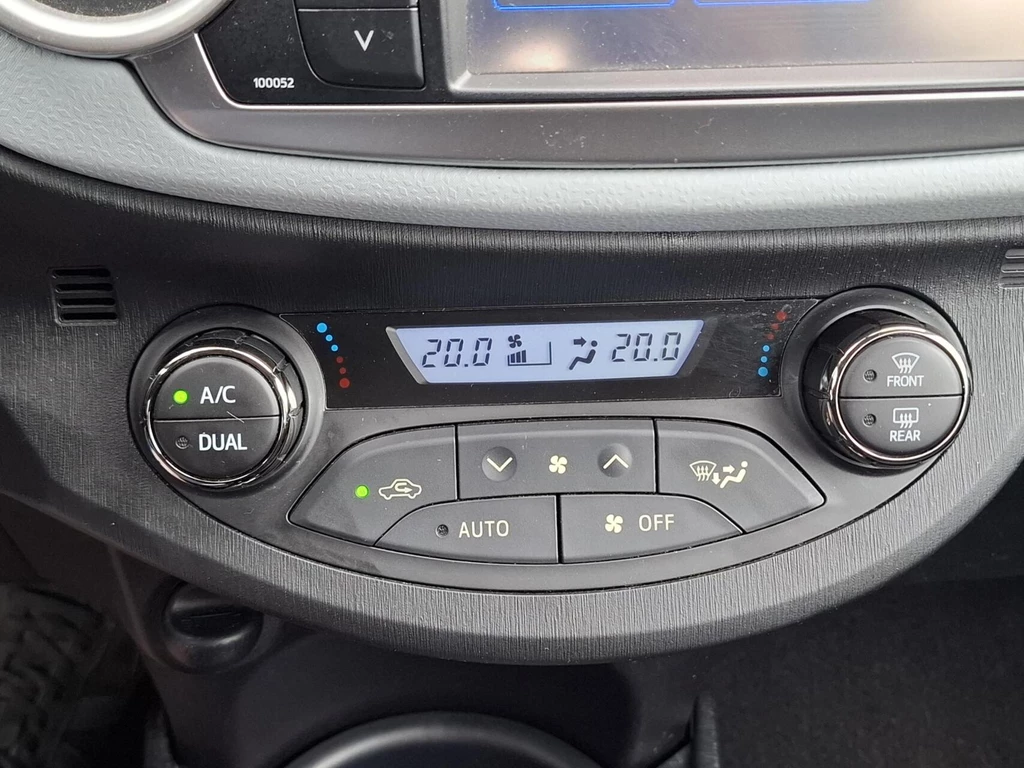 100052
20.0 20.0
A/C
DUAL
FRONT
REAR
AUTO
OFF